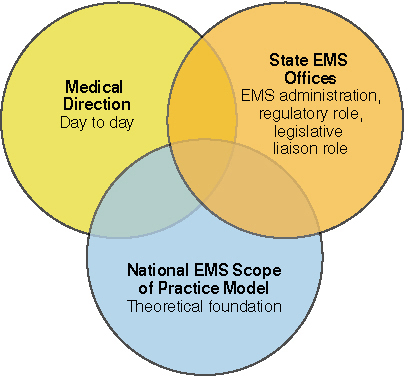 Medical
Direction
Day to day
State EMS
Offices
EMS administration,
regulatory role,
legislative
liaison role
National EMS Scope
of Practice Model
Theoretical foundation